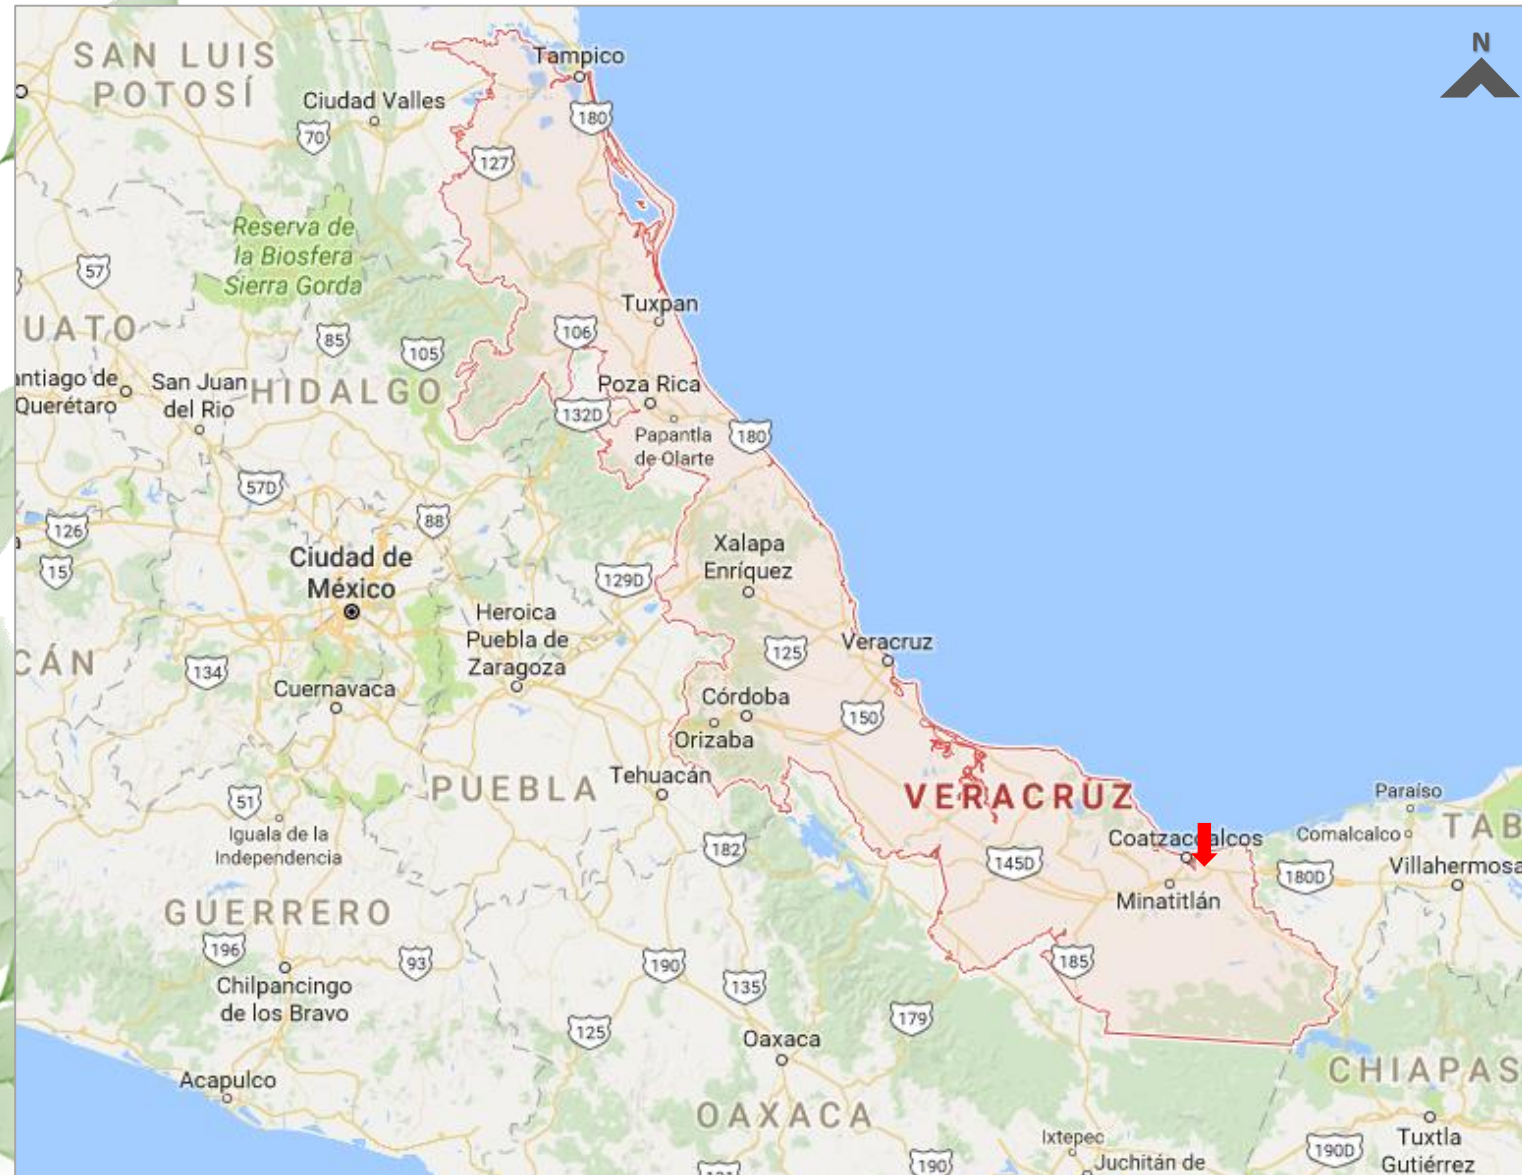 N
SAN LUIS
POTOSÍ
Tampico
Ciudad Valles
180
70
127
Reserva de
la Biosfera
Sierra Gorda
57
Tuxpan
UATO
106
85
105
antiago de
Querétaro
San Juan
del Rio
HIDALGO
Poza Rica
132D
Papantla
de Olarte
180
57D
88
126
15
Ciudad de
México
Xalapa
Enríquez
129D
Heroica
Puebla de
Zaragoza
Veracruz
125
CÁN
134
Cuernavaca
Córdoba
150
Orizaba
Tehuacán
PUEBLA
VERACRUZ
51
Iguala de la
Independencia
182
Coatzacoalcos
145D
Minatitlán
Paraíso
Comalcalco
TAB
180D
Villahermosa
GUERRERO
196
93
Chilpancingo
de los Bravo
190
135
185
125
179
Oaxaca
Acapulco
OAXACA
CHIAPAS
Ixtepec
Juchitán de
190
190D
Tuxtla
Gutiérrez